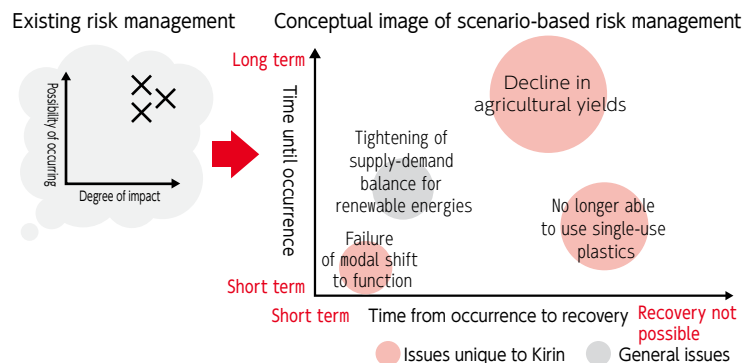 Existing risk management
Possibility of occurring
Degree of impact
Conceptual image of scenario-based risk management
Long term
Time until occurrence
Short term
Decline in
agricultural yields
Tightening of
supply-demand
balance for
renewable energies
No longer able
to use single-use
plastics
Failure
of modal shift
to function
Short term
Time from occurrence to recovery
Recovery not
possible
Issues unique to Kirin
General issues